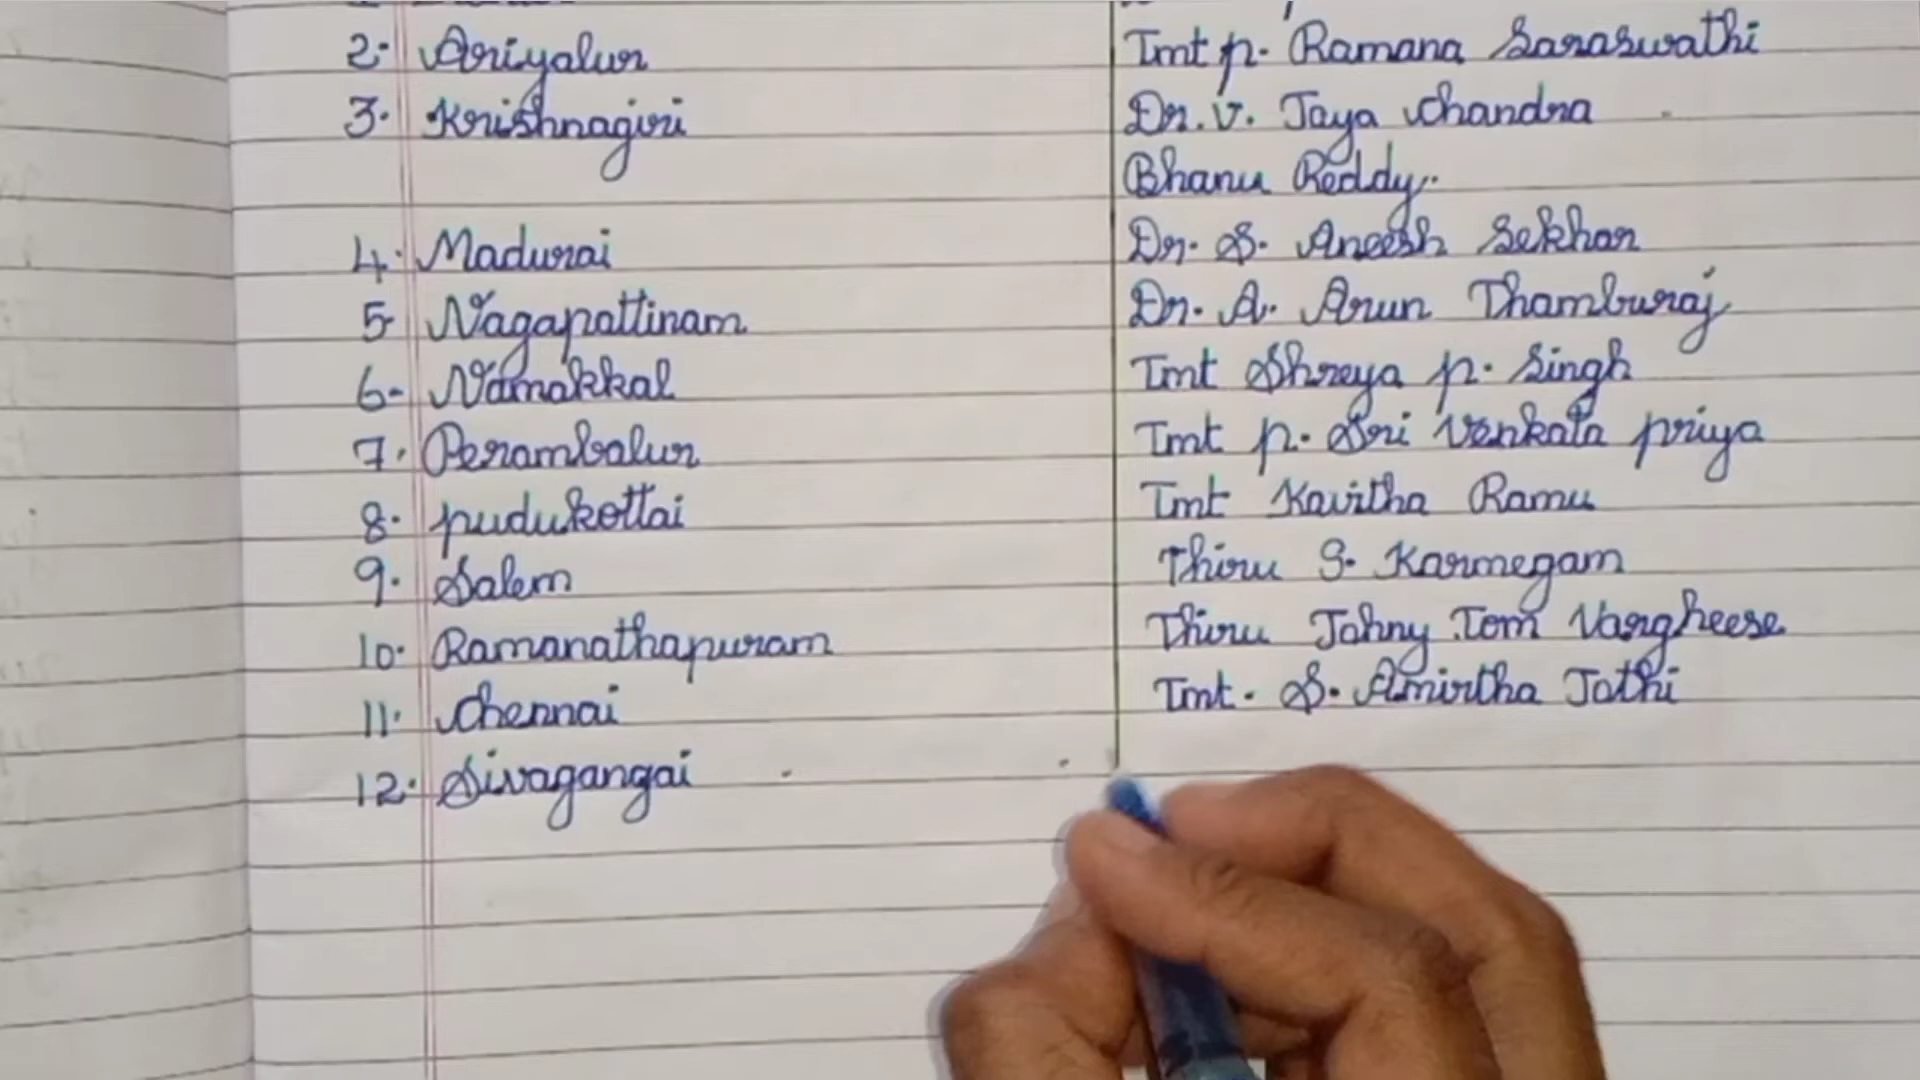 2. Ariyalur Tmt p. Ramana Saraswathi
3. Krishnagiri Dr. V. Jaya Chandra
Bhanu Reddy.
4. Madurai Dr. S. Aneesh Sekhar
5. Nagapattinam Dr. A. Arun Thamburaj
6. Namakkal Tmt Shreya p. Singh
7. Perambalur Tmt p. Sri Venkata priya
8. pudukottai Tmt Kavitha Ramu
9. Salem Thiru S. Karmegam
10. Ramanathapuram Thiru Johny Tom Vargheese
11. Chennai Tmt. S. Amirtha Jothi
12. Sivagangai